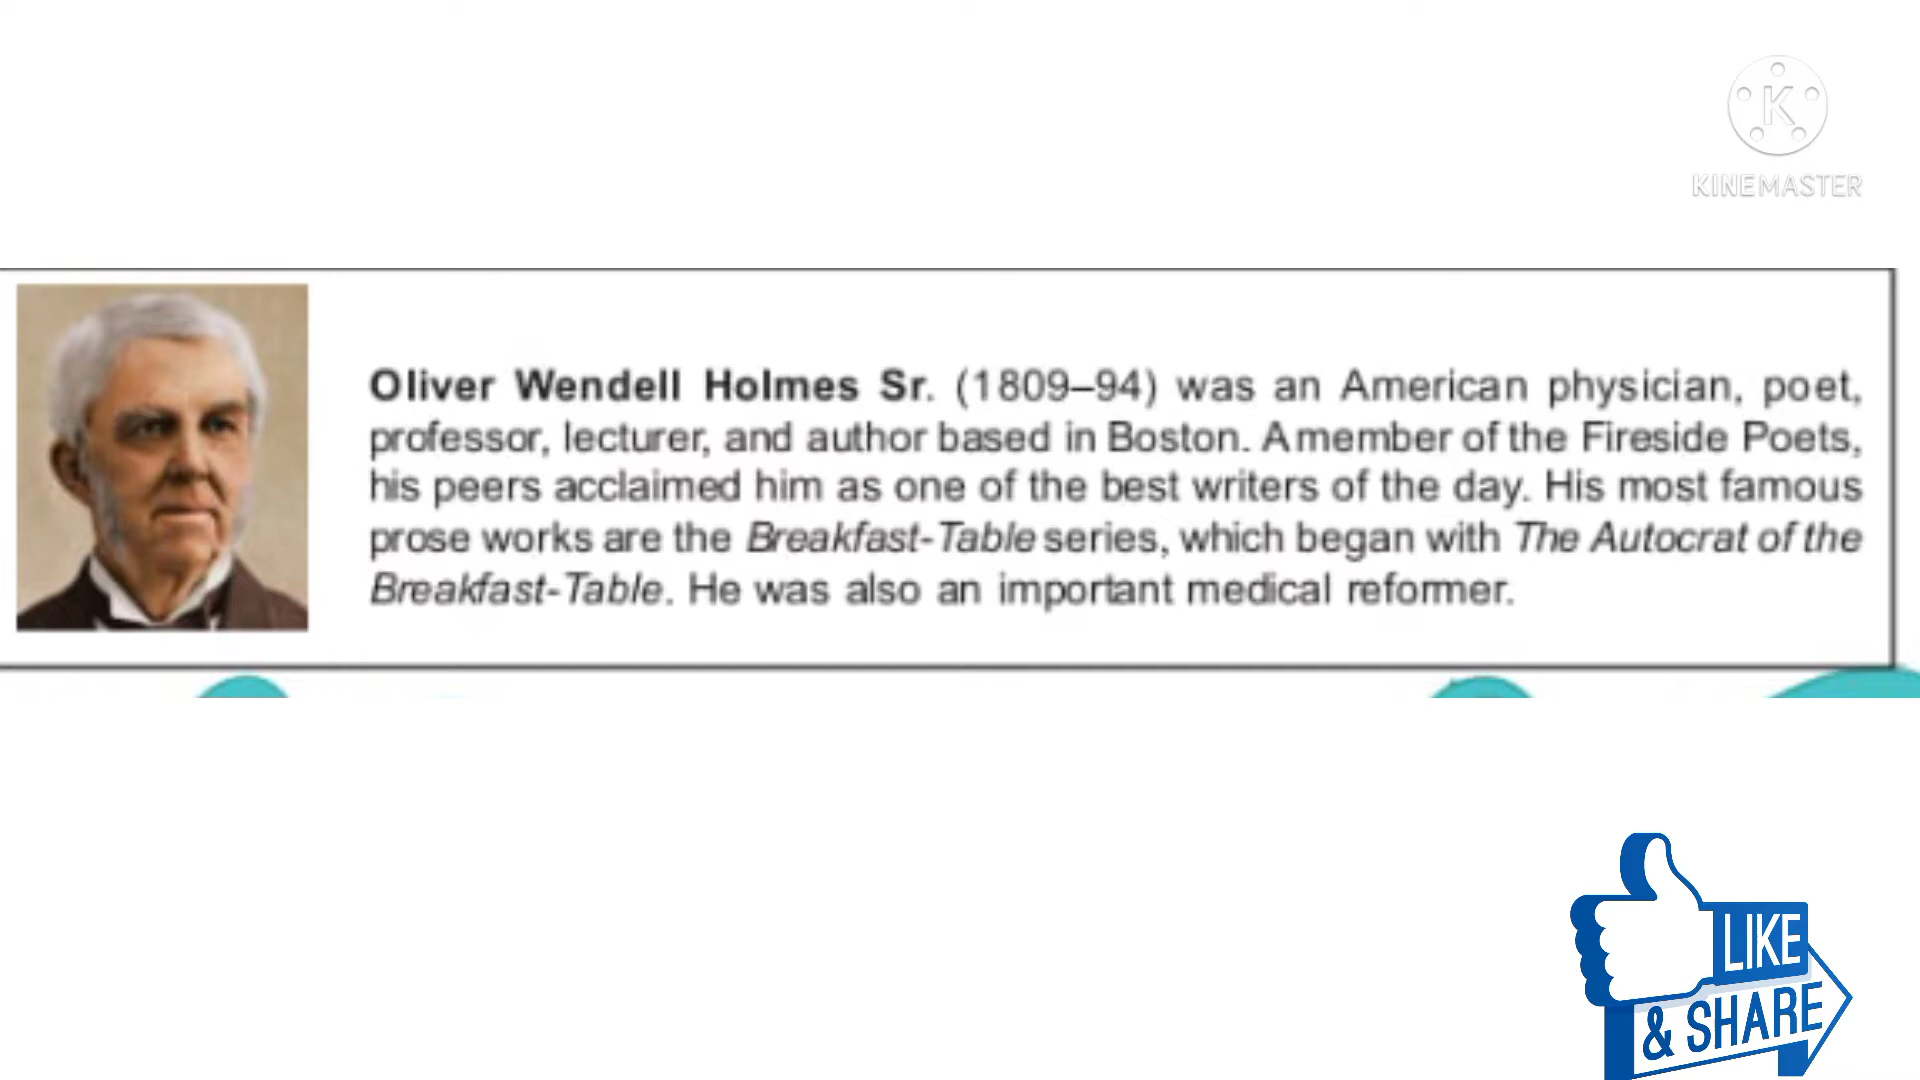 K
KINEMASTER
Oliver Wendell Holmes Sr. (1809–94) was an American physician, poet,
professor, lecturer, and author based in Boston. A member of the Fireside Poets,
his peers acclaimed him as one of the best writers of the day. His most famous
prose works are the Breakfast-Table series, which began with The Autocrat of the
Breakfast-Table. He was also an important medical reformer.
LIKE
& SHARE